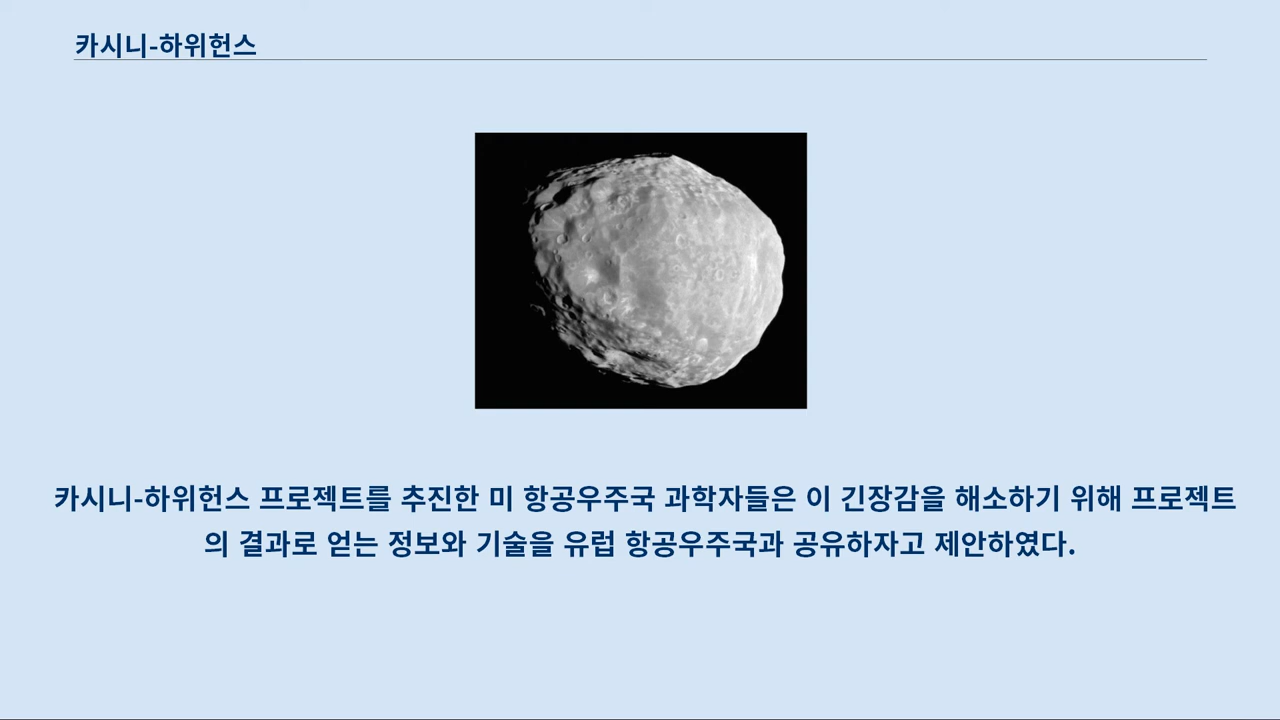 카시니-하위헌스
카시니-하위헌스 프로젝트를 추진한 미 항공우주국 과학자들은 이 긴장감을 해소하기 위해 프로젝트
의 결과로 얻는 정보와 기술을 유럽 항공우주국과 공유하자고 제안하였다.